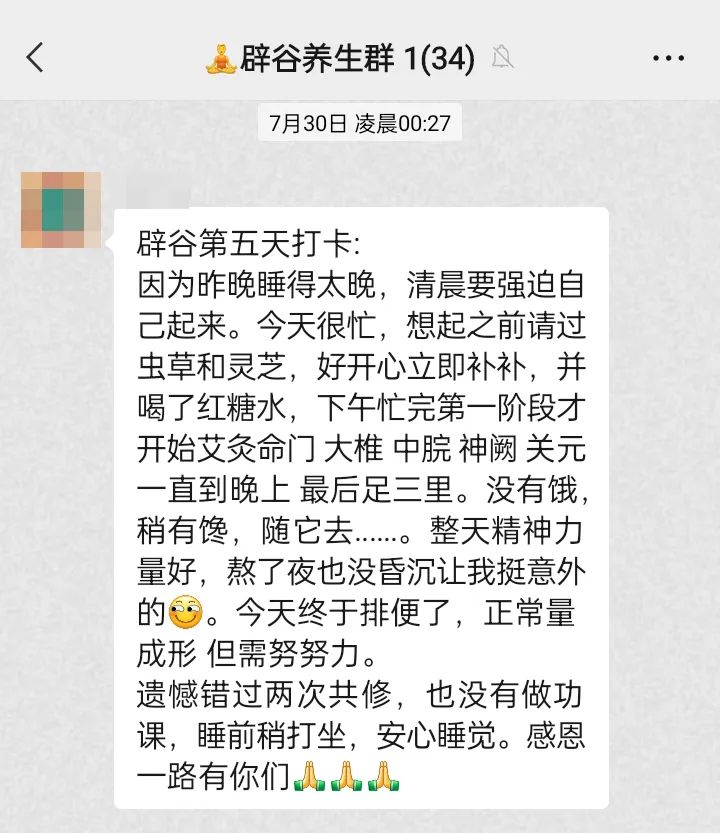 🧘辟谷养生群 1(34)
7月30日 凌晨00:27
辟谷第五天打卡:
因为昨晚睡得太晚，清晨要强迫自
己起来。今天很忙，想起之前请过
虫草和灵芝，好开心立即补补，并
喝了红糖水，下午忙完第一阶段才
开始艾灸命门 大椎 中脘 神阙 关元
一直到晚上 最后足三里。没有饿，
稍有馋，随它去......。整天精神力
量好，熬了夜也没昏沉让我挺意外
的。今天终于排便了，正常量
成形 但需努努力。
遗憾错过两次共修，也没有做功
课，睡前稍打坐，安心睡觉。感恩
一路有你们🙏🙏🙏